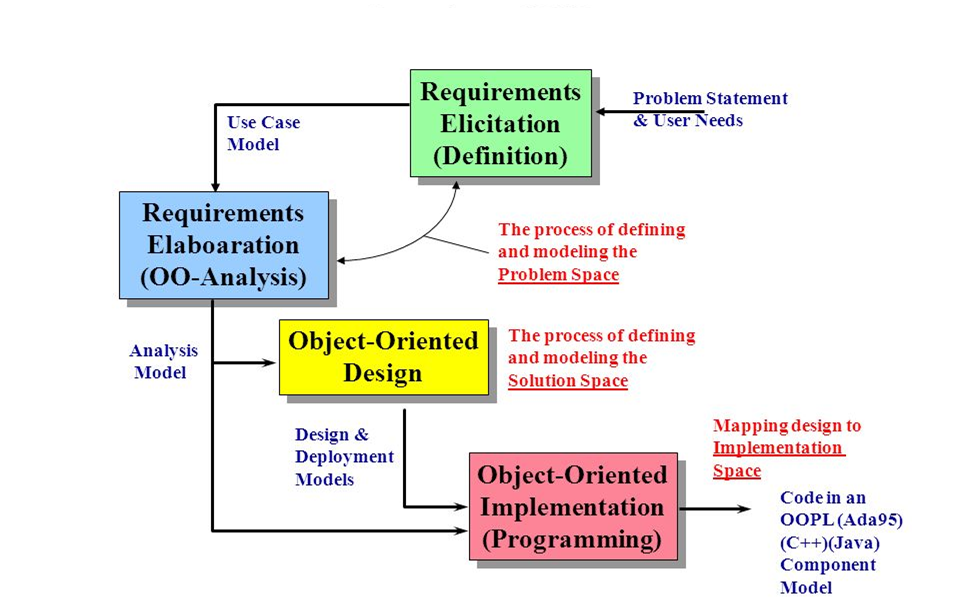 Requirements
Elicitation
(Definition)
Problem Statement
& User Needs
Use Case
Model
Requirements
Elaboaration
(OO-Analysis)
The process of defining
and modeling the
Problem Space
Analysis
Model
Object-Oriented
Design
The process of defining
and modeling the
Solution Space
Design &
Deployment
Models
Object-Oriented
Implementation
(Programming)
Mapping design to
Implementation
Space
Code in an
OOPL (Ada95)
(C++)(Java)
Component
Model